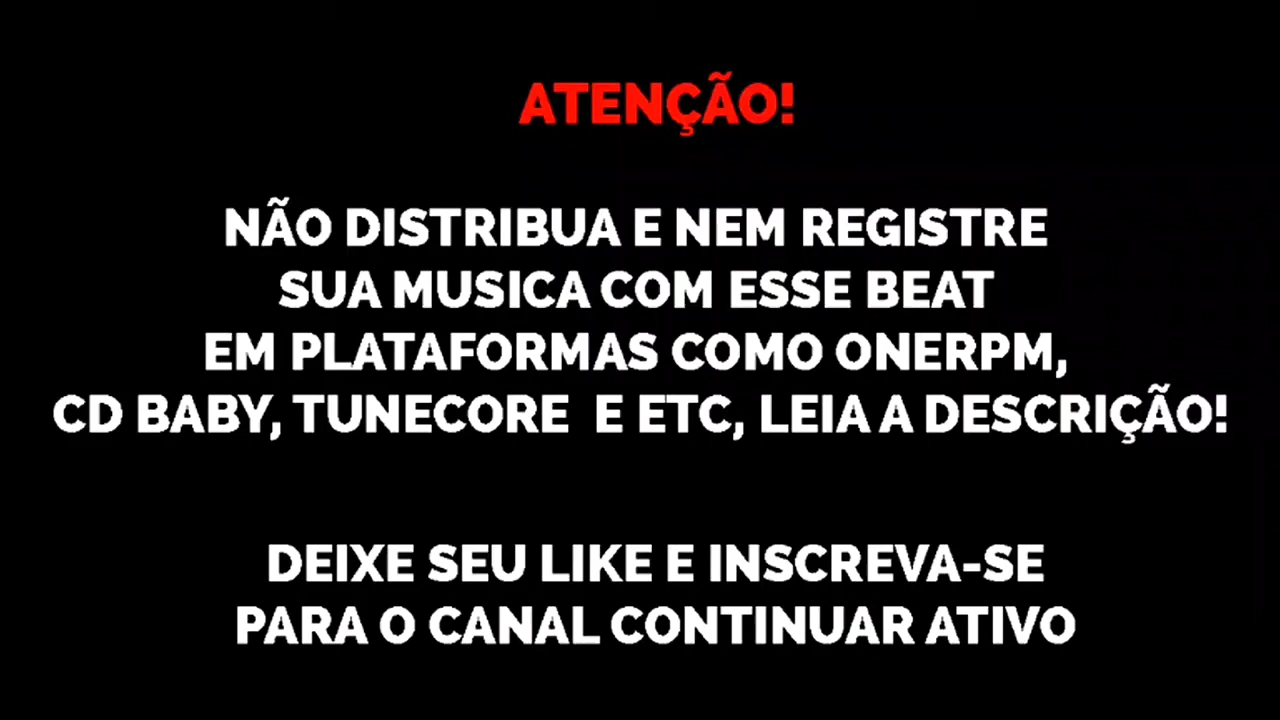 ATENÇÃO!
NÃO DISTRIBUA E NEM REGISTRE
SUA MUSICA COM ESSE BEAT
EM PLATAFORMAS COMO ONERPM,
CD BABY, TUNECORE E ETC, LEIA A DESCRIÇÃO!
DEIXE SEU LIKE E INSCREVA-SE
PARA O CANAL CONTINUAR ATIVO